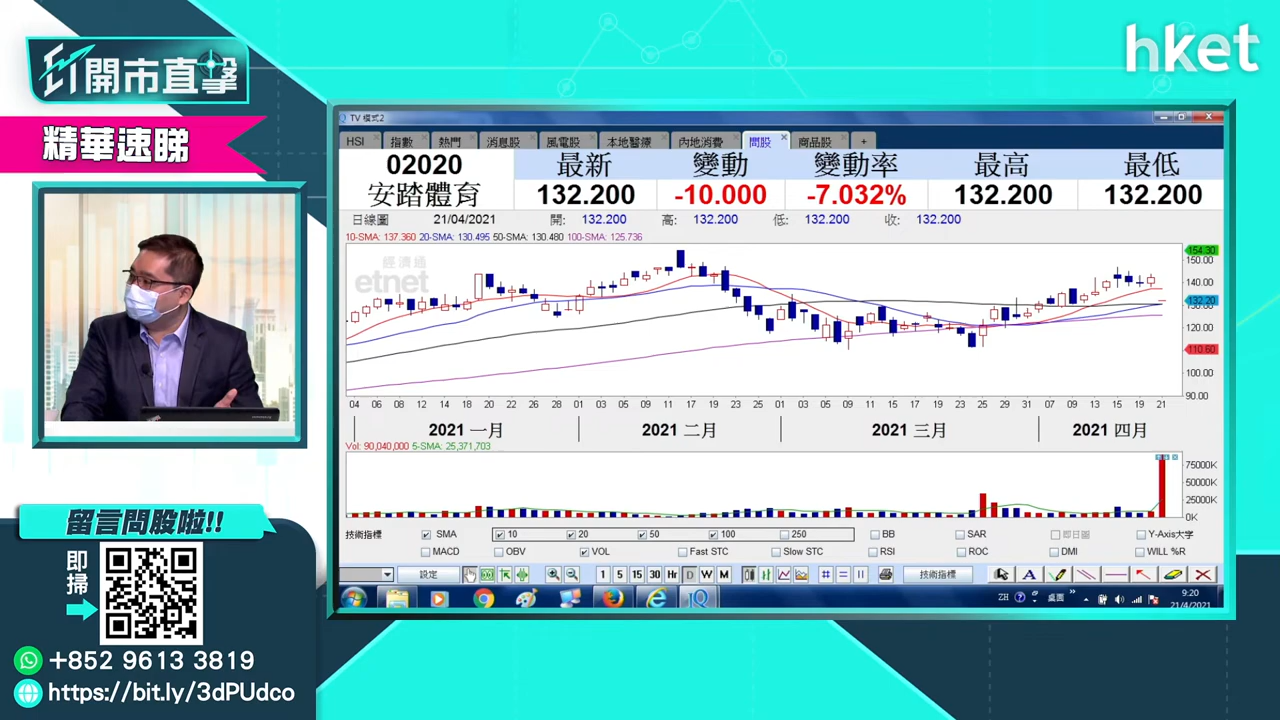 ET開市直擊
hket
精華速睇
TV 模式2
HSI 指數 熱門 消息股 風電股 本地醫療 內地消費 問股 商品股 +
02020 最新 變動 變動率 最高 最低
安踏體育 132.200 -10.000 -7.032% 132.200 132.200
日線圖 21/04/2021 開: 132.200 高: 132.200 低: 132.200 收: 132.200
10-SMA: 137.360 20-SMA: 130.495 50-SMA: 130.480 100-SMA: 125.736
經濟通
etnet
154.30
150.00
140.00
132.20
120.00
110.60
100.00
90.00
04 06 08 12 14 18 20 22 26 28 01 03 05 09 11 17 19 23 25 01 03 05 09 11 15 17 19 23 25 29 31 07 09 13 15 19 21
2021 一月 2021 二月 2021 三月 2021 四月
Vol: 90,040,000 5-SMA: 25,371,703
75000K
50000K
25000K
0K
技術指標 SMA 10 20 50 100 250 BB SAR 即日圖 Y-Axis大字
MACD OBV VOL Fast STC Slow STC RSI ROC DMI WILL %R
設定 1 5 15 30 Hr D W M 技術指標 A
ZH 桌面 9:20
21/4/2021
留言問股啦!!
即掃
+852 9613 3819
https://bit.ly/3dPUdco